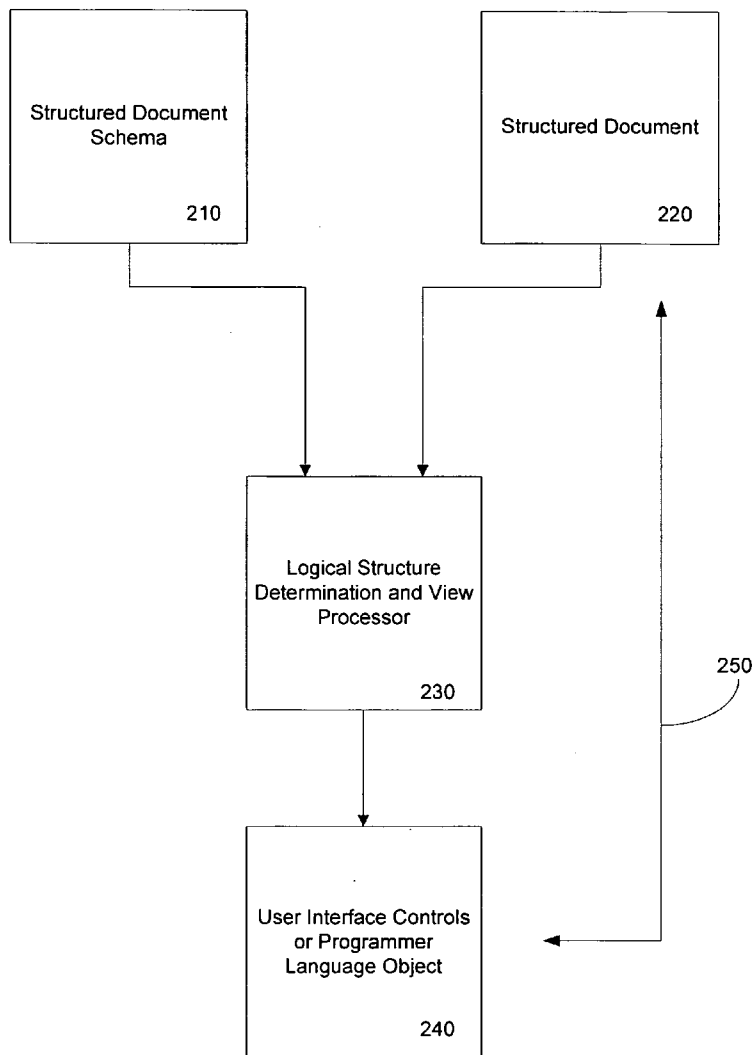 Structured Document
Schema
210
Structured Document
220
Logical Structure
Determination and View
Processor
230
250
User Interface Controls
or Programmer
Language Object
240